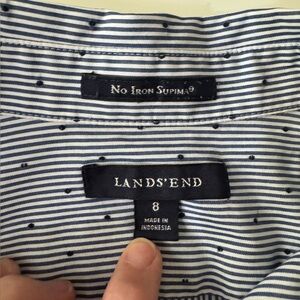 No Iron Supima®
LANDS' END
8
MADE IN
INDONESIA